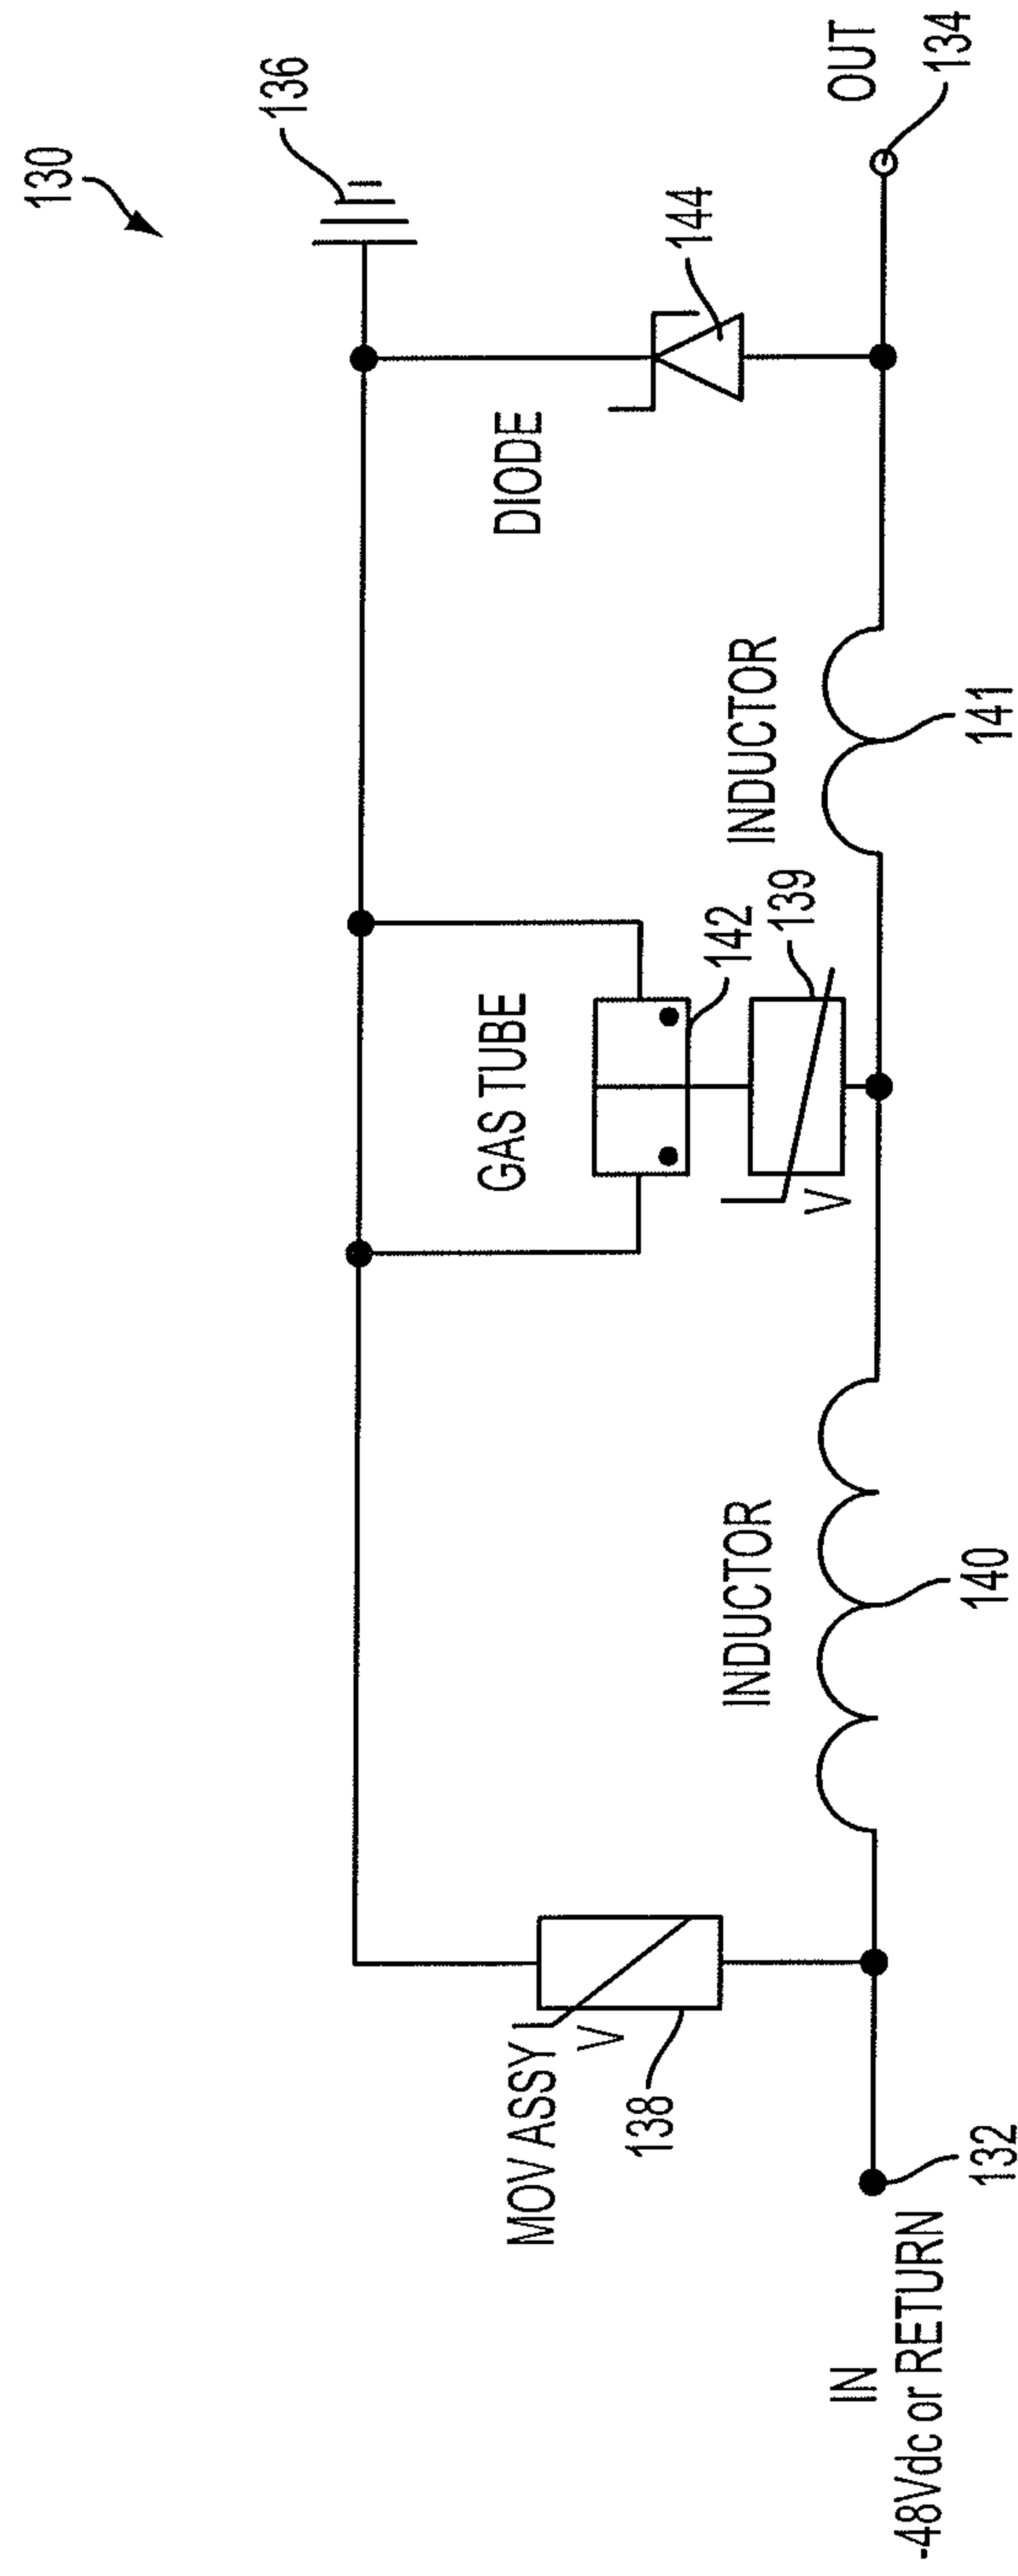 130
136
MOV ASSY
V
138
GAS TUBE
142
V
139
DIODE
144
INDUCTOR
140
INDUCTOR
141
IN
-48Vdc or RETURN
132
OUT
134